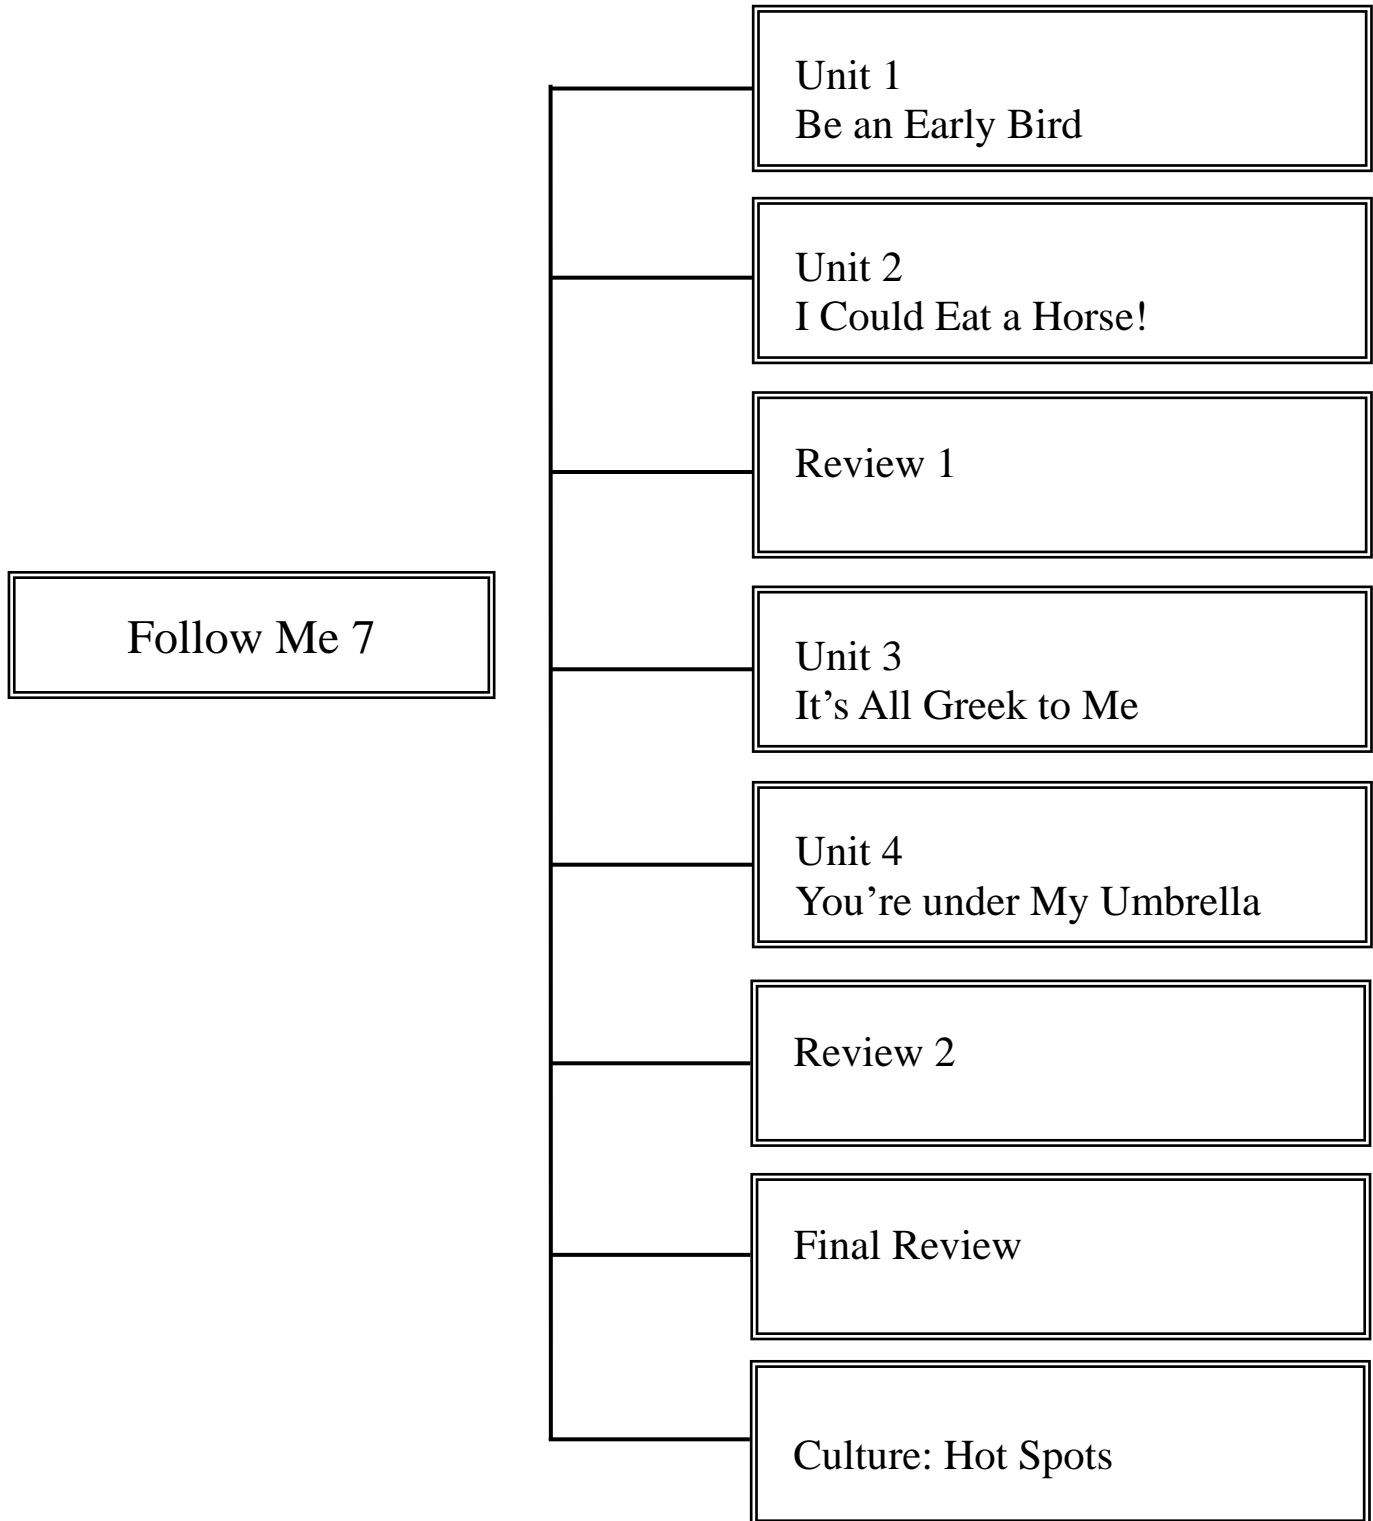 Follow Me 7
Unit 1
Be an Early Bird
Unit 2
I Could Eat a Horse!
Review 1
Unit 3
It’s All Greek to Me
Unit 4
You’re under My Umbrella
Review 2
Final Review
Culture: Hot Spots